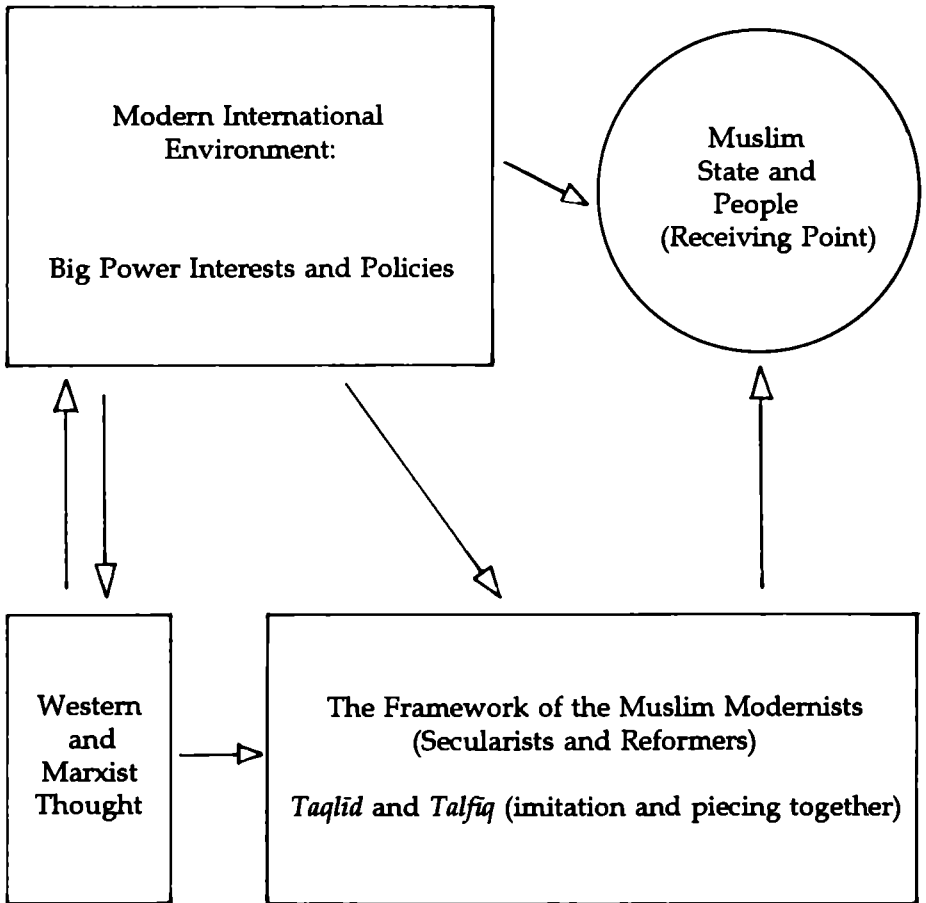 Modern International
Environment:
Big Power Interests and Policies
Muslim
State and
People
(Receiving Point)
Western
and
Marxist
Thought
The Framework of the Muslim Modernists
(Secularists and Reformers)
Taqlīd and Talfīq (imitation and piecing together)